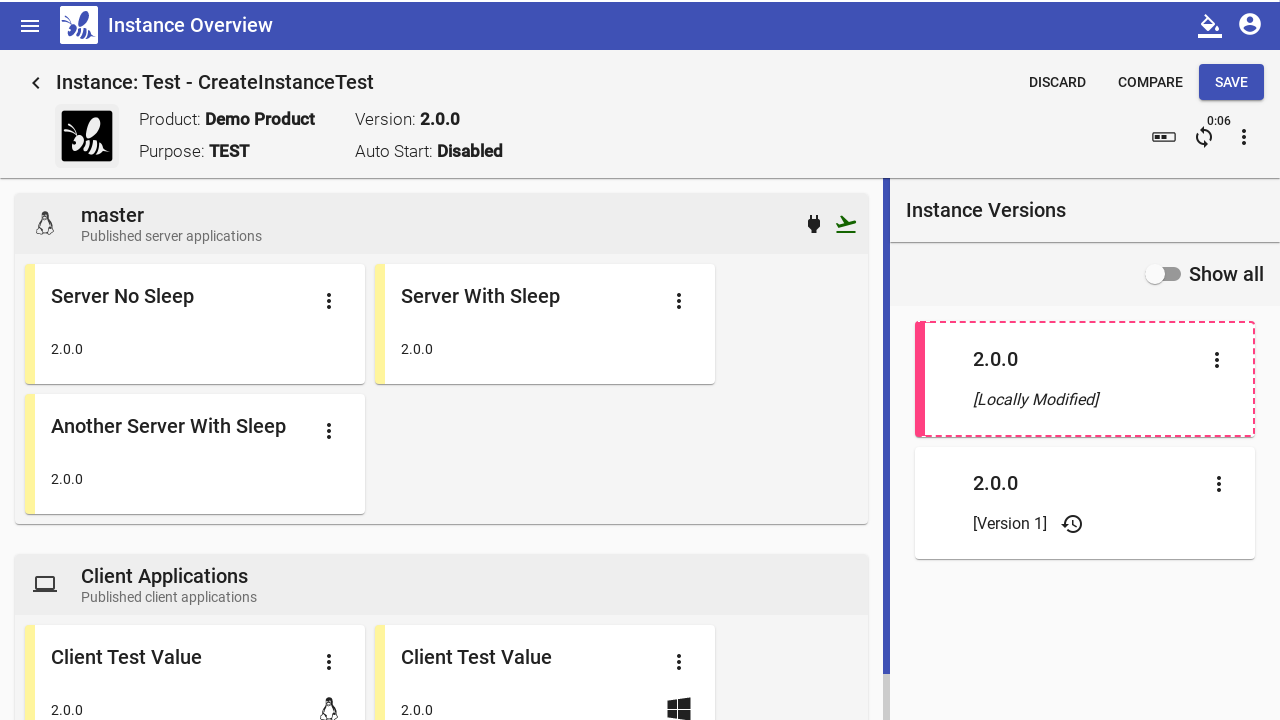 Instance Overview
Instance: Test - CreateInstanceTest
DISCARD
COMPARE
SAVE
Product: Demo Product
Version: 2.0.0
Purpose: TEST
Auto Start: Disabled
0:06
master
Published server applications
Server No Sleep
2.0.0
Server With Sleep
2.0.0
Another Server With Sleep
2.0.0
Client Applications
Published client applications
Client Test Value
2.0.0
Client Test Value
2.0.0
Instance Versions
Show all
2.0.0
[Locally Modified]
2.0.0
[Version 1]